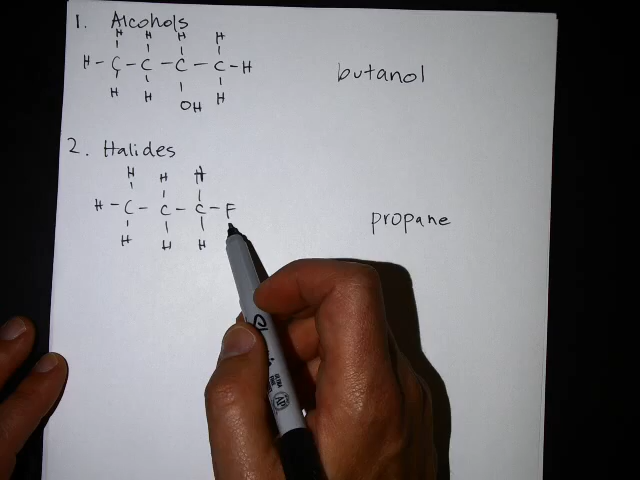 1. Alcohols
H H H H
H - C - C - C - C - H
H H OH H
butanol
2. Halides
H H H
H - C - C - C - F
H H H
propane